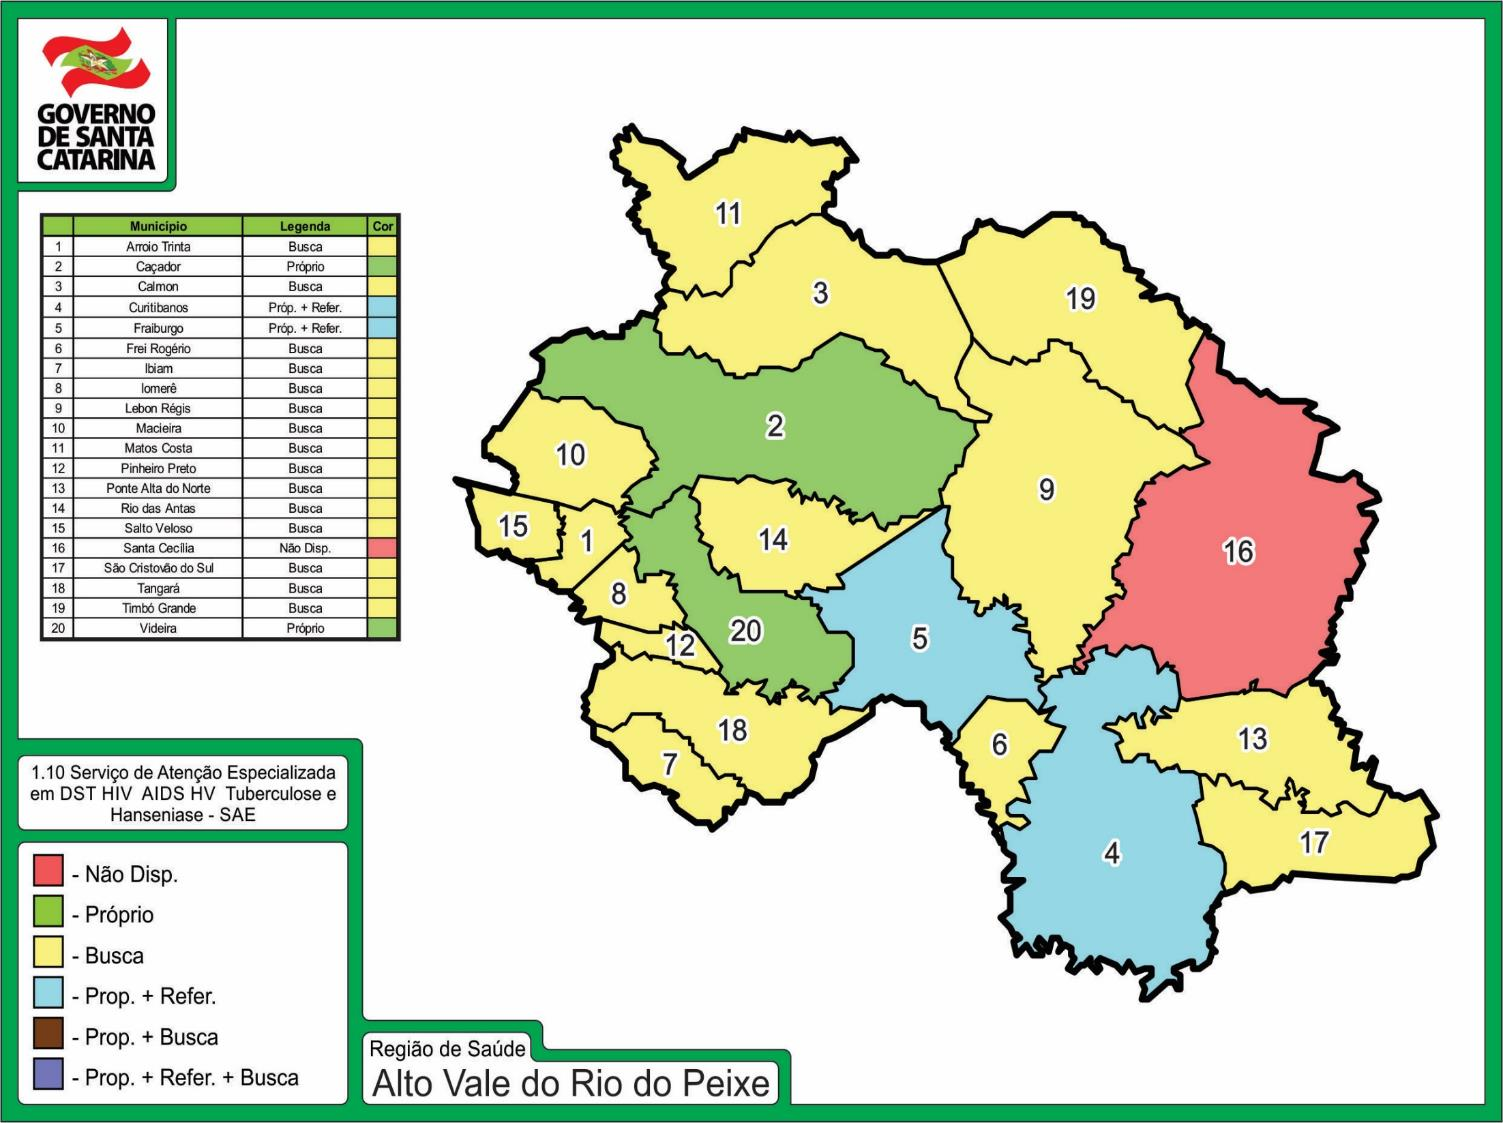 GOVERNO
DE SANTA
CATARINA
Município Legenda Cor
1 Arroio Trinta Busca
2 Caçador Próprio
3 Calmon Busca
4 Curitibanos Próp. + Refer.
5 Fraiburgo Próp. + Refer.
6 Frei Rogério Busca
7 Ibiam Busca
8 Iomerê Busca
9 Lebon Régis Busca
10 Macieira Busca
11 Matos Costa Busca
12 Pinheiro Preto Busca
13 Ponte Alta do Norte Busca
14 Rio das Antas Busca
15 Salto Veloso Busca
16 Santa Cecília Não Disp.
17 São Cristovão do Sul Busca
18 Tangará Busca
19 Timbó Grande Busca
20 Videira Próprio
11
3
19
2
10
9
15
1
14
16
8
20
5
12
18
6
13
7
4
17
1.10 Serviço de Atenção Especializada
em DST HIV AIDS HV Tuberculose e
Hanseniase - SAE
- Não Disp.
- Próprio
- Busca
- Prop. + Refer.
- Prop. + Busca
- Prop. + Refer. + Busca
Região de Saúde
Alto Vale do Rio do Peixe